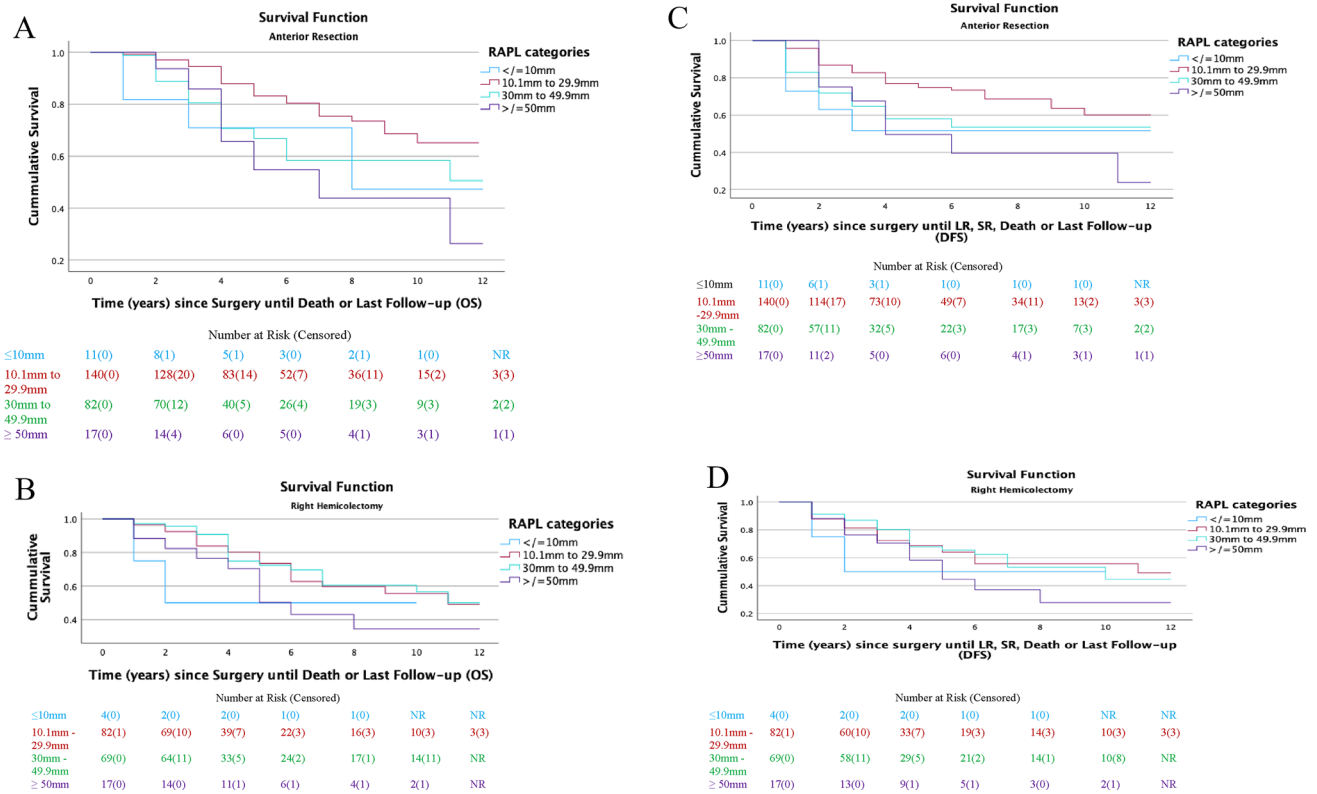 A
Survival Function
Anterior Resection
RAPL categories
</=10mm
10.1mm to 29.9mm
30mm to 49.9mm
>/=50mm
Cummulative Survival
1.0
0.8
0.6
0.4
0.2
0 2 4 6 8 10 12
Time (years) since Surgery until Death or Last Follow-up (OS)
Number at Risk (Censored)
≤10mm 11(0) 8(1) 5(1) 3(0) 2(1) 1(0) NR
10.1mm to 140(0) 128(20) 83(14) 52(7) 36(11) 15(2) 3(3)
29.9mm
30mm to 82(0) 70(12) 40(5) 26(4) 19(3) 9(3) 2(2)
49.9mm
≥ 50mm 17(0) 14(4) 6(0) 5(0) 4(1) 3(1) 1(1)
B
Survival Function
Right Hemicolectomy
RAPL categories
</=10mm
10.1mm to 29.9mm
30mm to 49.9mm
>/=50mm
Cummulative
Survival
1.0
0.8
0.6
0.4
0 2 4 6 8 10 12
Time (years) since Surgery until Death or Last Follow-up (OS)
Number at Risk (Censored)
≤10mm 4(0) 2(0) 2(0) 1(0) 1(0) NR NR
10.1mm - 82(1) 69(10) 39(7) 22(3) 16(3) 10(3) 3(3)
29.9mm
30mm - 69(0) 64(11) 33(5) 24(2) 17(1) 14(11) NR
49.9mm
≥ 50mm 17(0) 14(0) 11(1) 6(1) 4(1) 2(1) NR
C
Survival Function
Anterior Resection
RAPL categories
</=10mm
10.1mm to 29.9mm
30mm to 49.9mm
>/=50mm
Cummulative Survival
1.0
0.8
0.6
0.4
0.2
0 2 4 6 8 10 12
Time (years) since surgery until LR, SR, Death or Last Follow-up
(DFS)
Number at Risk (Censored)
≤10mm 11(0) 6(1) 3(1) 1(0) 1(0) 1(0) NR
10.1mm 140(0) 114(17) 73(10) 49(7) 34(11) 13(2) 3(3)
-29.9mm
30mm - 82(0) 57(11) 32(5) 22(3) 17(3) 7(3) 2(2)
49.9mm
≥50mm 17(0) 11(2) 5(0) 6(0) 4(1) 3(1) 1(1)
D
Survival Function
Right Hemicolectomy
RAPL categories
</=10mm
10.1mm to 29.9mm
30mm to 49.9mm
>/=50mm
Cummulative Survival
1.0
0.8
0.6
0.4
0.2
0 2 4 6 8 10 12
Time (years) since surgery until LR, SR, Death or Last Follow-up
(DFS)
Number at Risk (Censored)
≤10mm 4(0) 2(0) 2(0) 1(0) 1(0) NR NR
10.1mm - 82(1) 60(10) 33(7) 19(3) 14(3) 10(3) 3(3)
29.9mm
30mm - 69(0) 58(11) 29(5) 21(2) 14(1) 10(8) NR
49.9mm
≥ 50mm 17(0) 13(0) 9(1) 5(1) 3(0) 2(1) NR